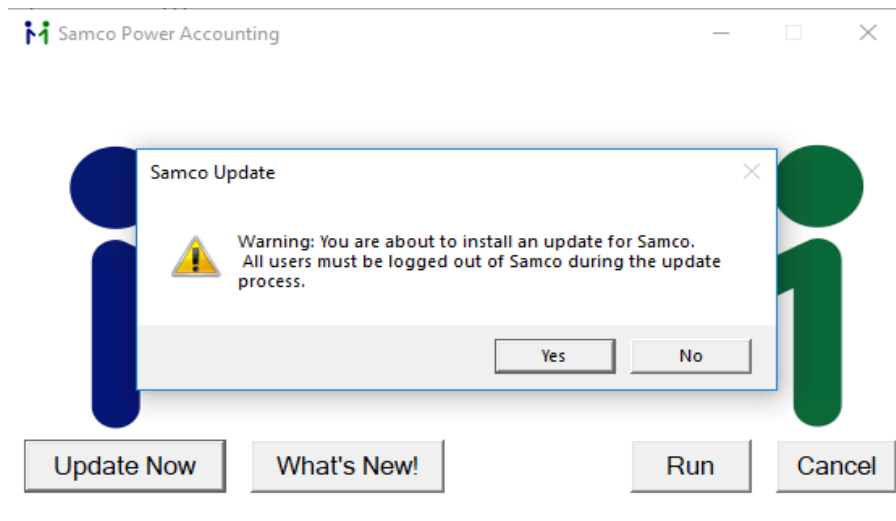 Samco Power Accounting
Samco Update
Warning: You are about to install an update for Samco.
All users must be logged out of Samco during the update
process.
Yes
No
Update Now
What's New!
Run
Cancel